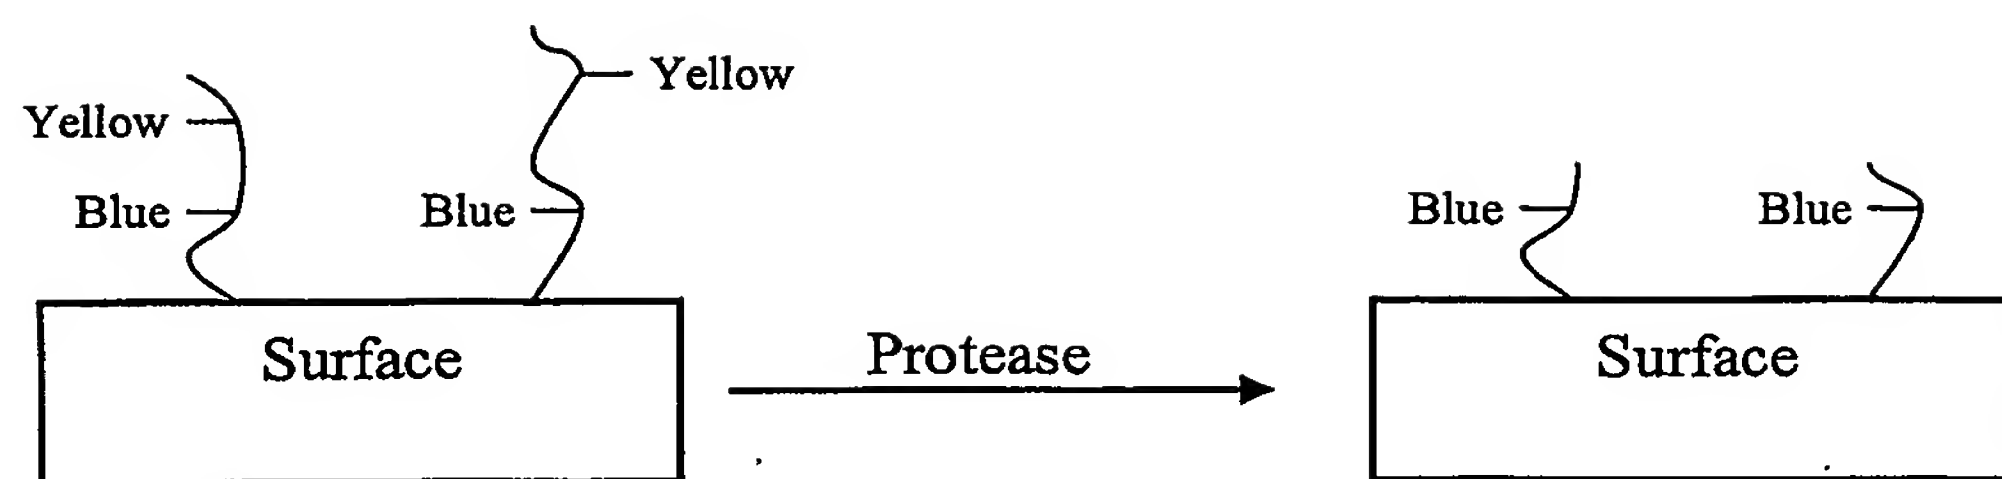 Yellow
Yellow
Blue
Blue
Blue
Blue
Surface
Protease
Surface